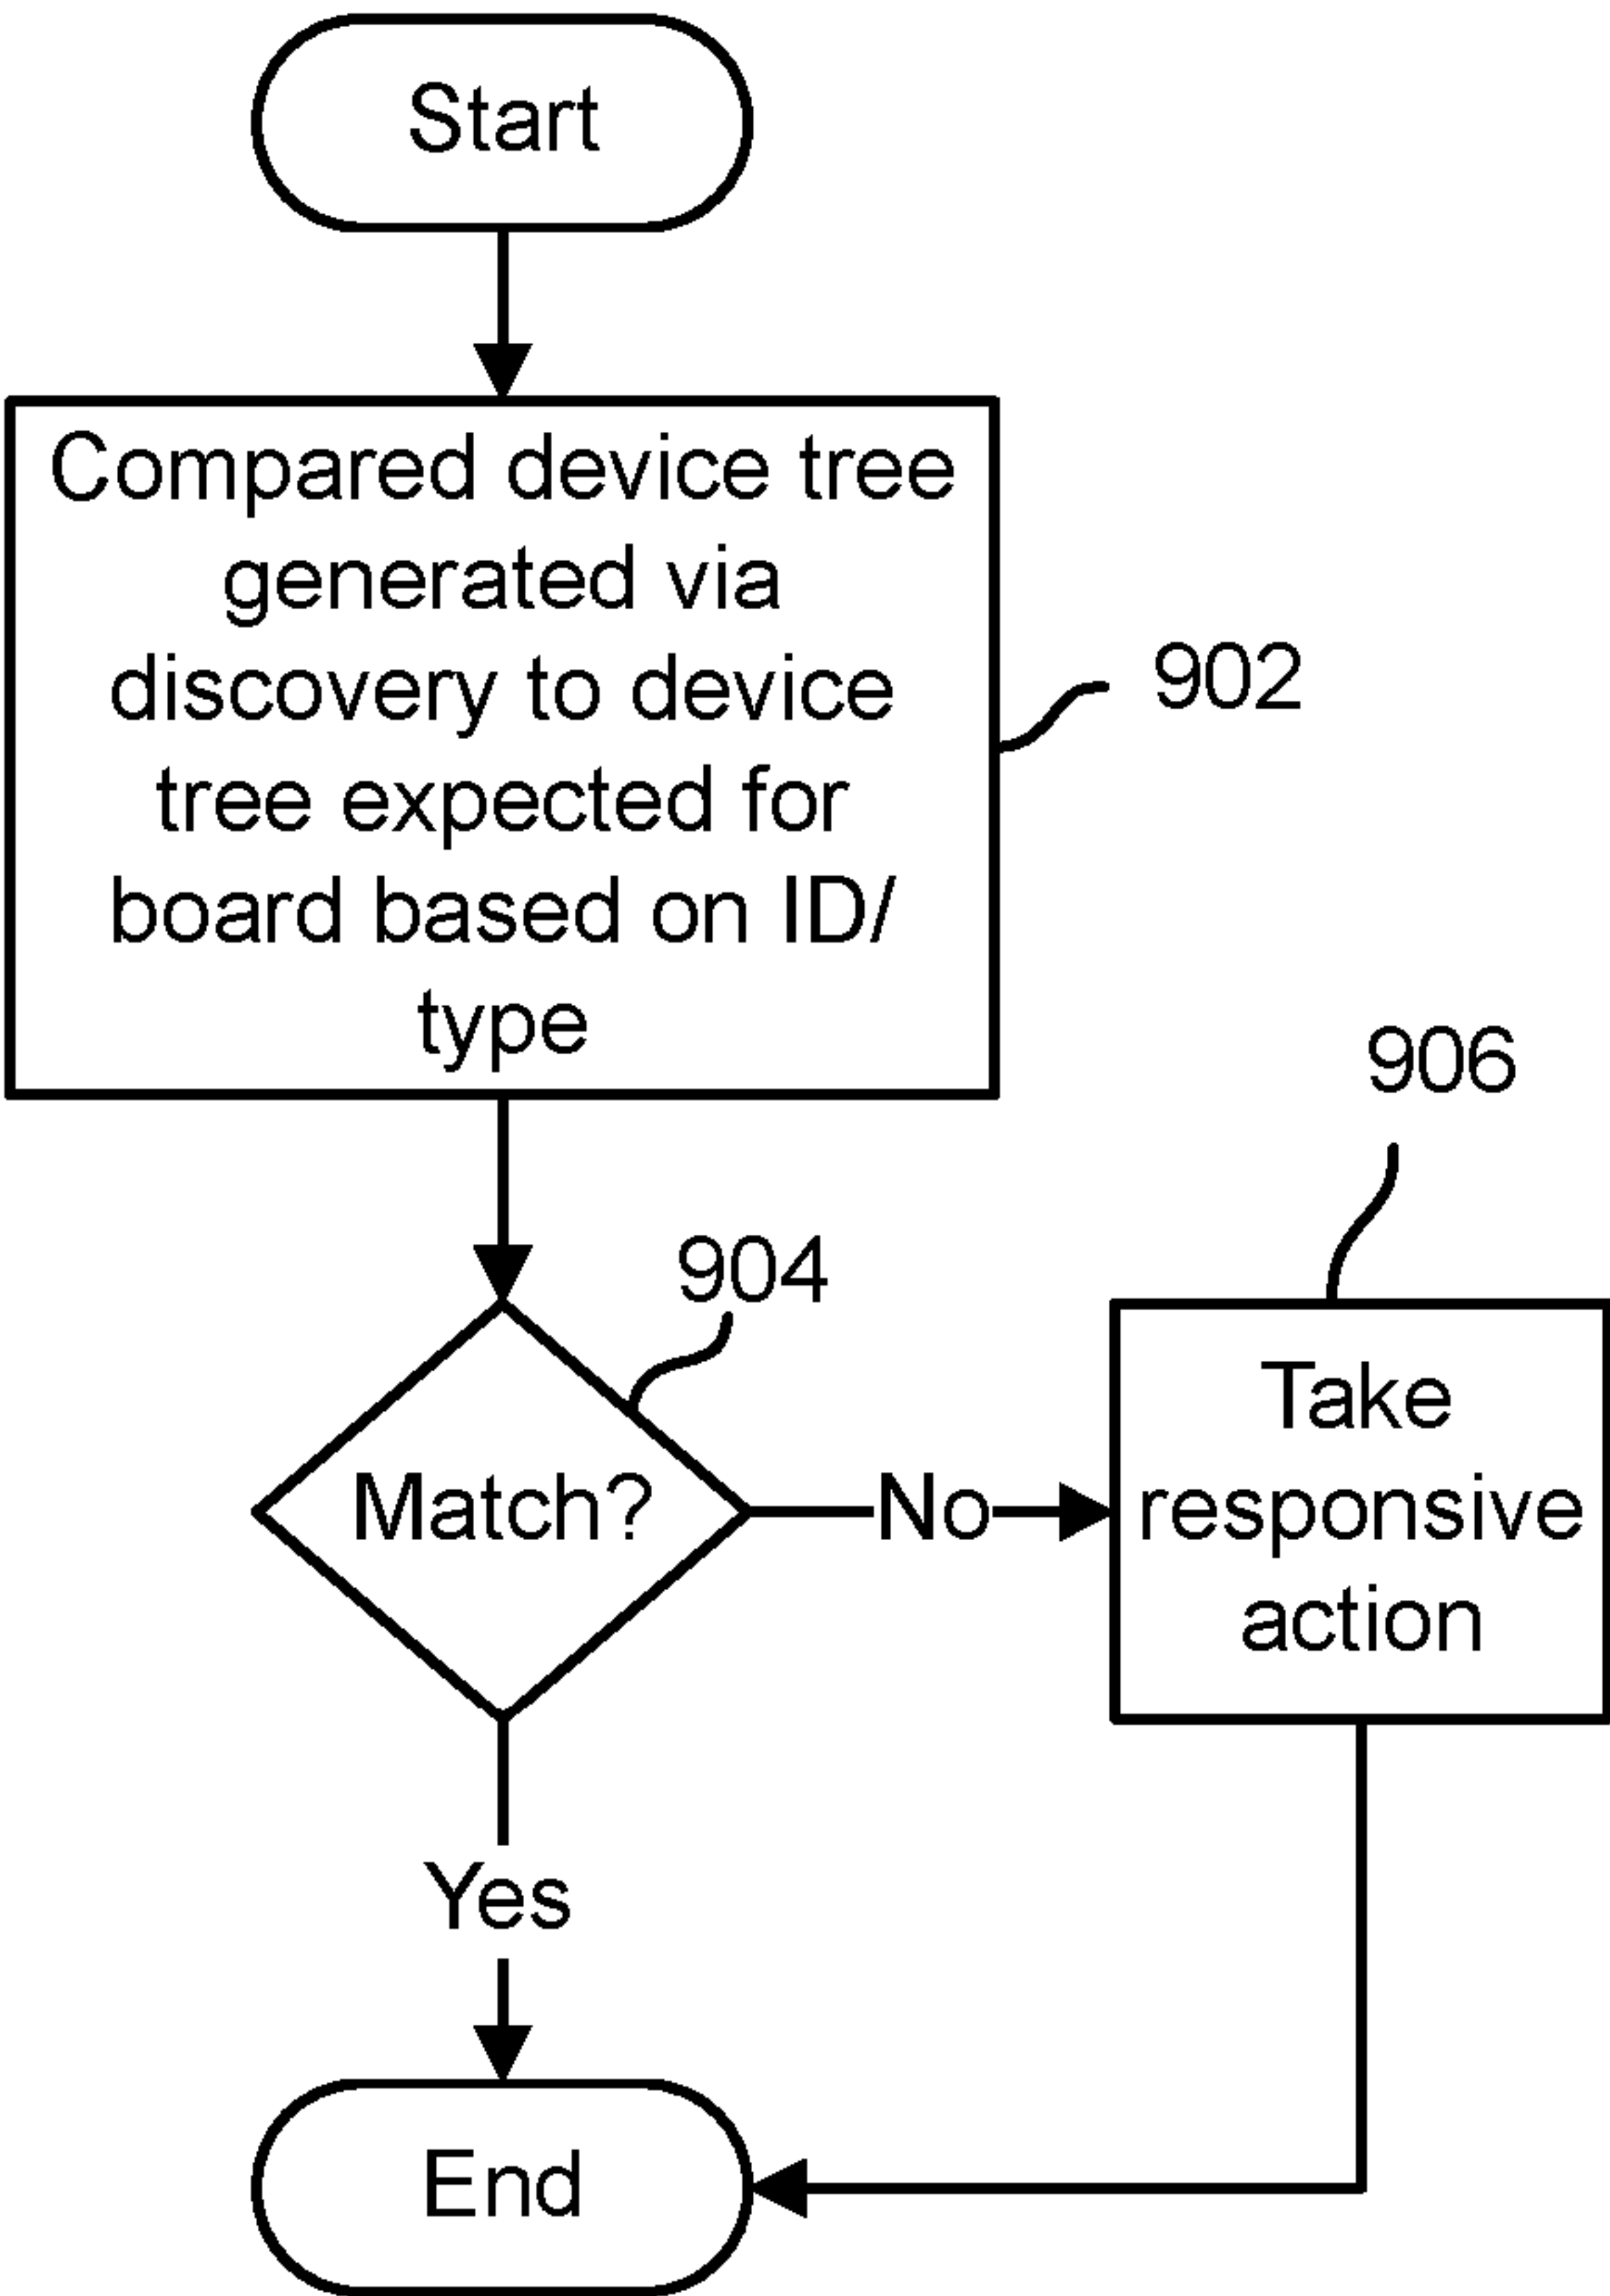 Start
Compared device tree
generated via
discovery to device
tree expected for
board based on ID/
type
902
906
904
Match?
No
Take
responsive
action
Yes
End